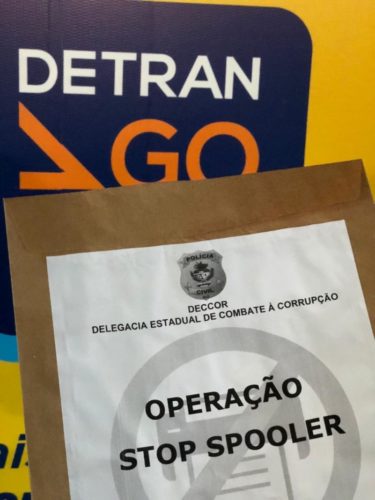 DETRAN
GO
POLÍCIA
CIVIL
DECCOR
DELEGACIA ESTADUAL DE COMBATE À CORRUPÇÃO
OPERAÇÃO
STOP SPOOLER